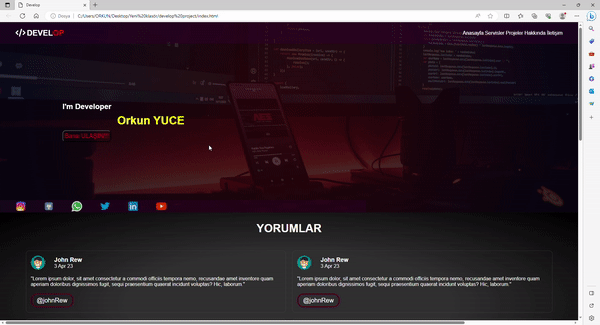 Develop
Dosya
C:/Users/ORKUN/Desktop/Yeni%20klasör/develop%20project/index.html
</> DEVELOP
Anasayfa Servisler Projeler Hakkında İletişim
I'm Developer
Orkun YUCE
Bana ULAŞIN!!
YORUMLAR
John Rew
3 Apr 23
"Lorem ipsum dolor, sit amet consectetur a commodi officiis tempora nemo, recusandae amet inventore
aperiam doloribus dignissimos fugit, sequi praesentium quaerat incidunt voluptas? Hic, laborum."
@johnRew
John Rew
3 Apr 23
"Lorem ipsum dolor, sit amet consectetur a commodi officiis tempora nemo, recusandae amet inventore
aperiam doloribus dignissimos fugit, sequi praesentium quaerat incidunt voluptas? Hic, laborum."
@johnRew